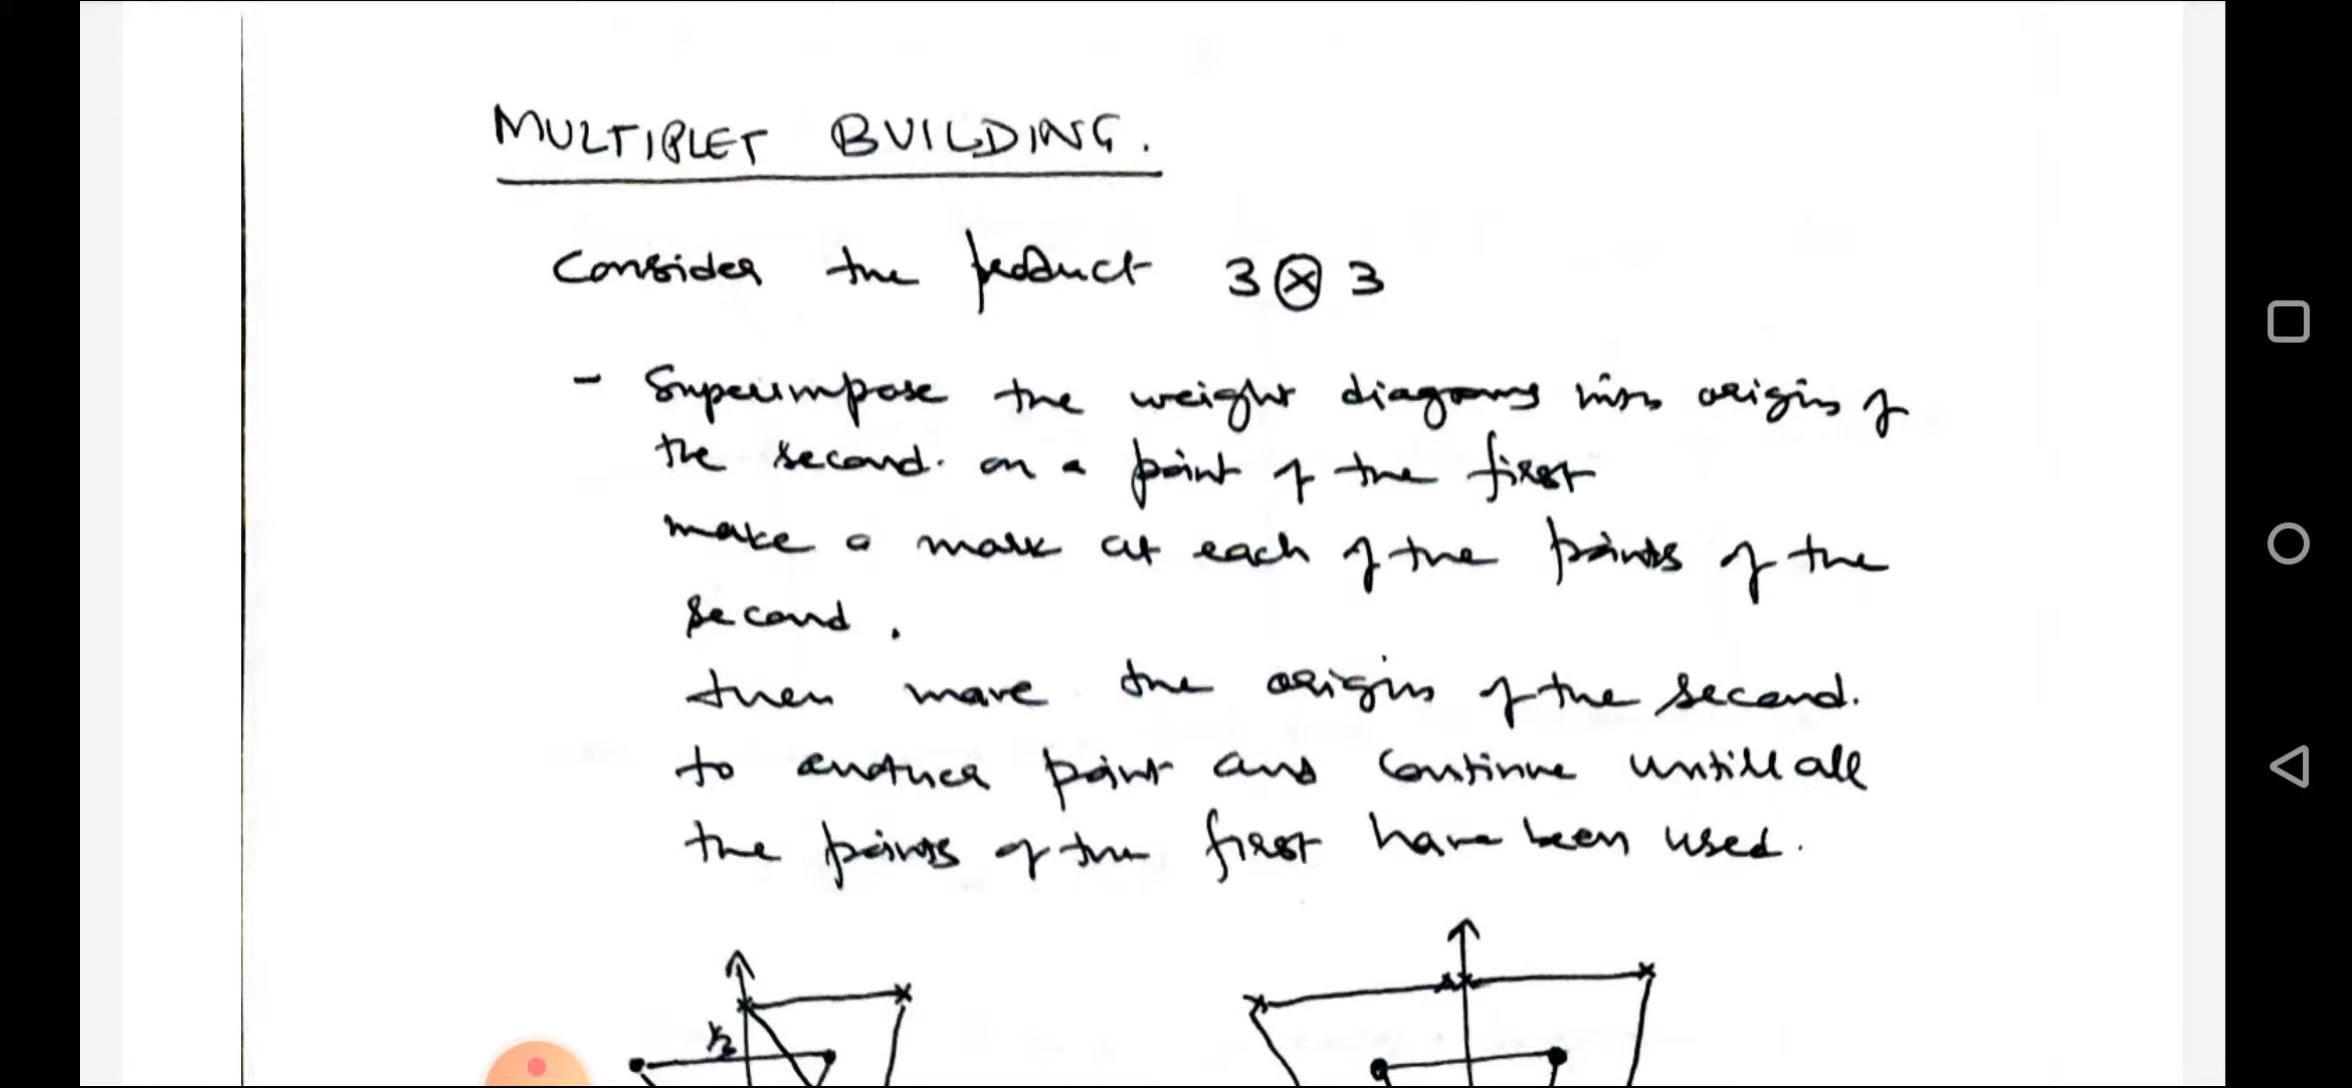 MULTIPLET BUILDING.
Consider the product 3 ⊗ 3
- Superimpose the weight diagrams with origin of
the second on a point of the first
make a mark at each of the points of the
second.
then move the origin of the second.
to another point and continue untill all
the points of the first have been used.
1/2